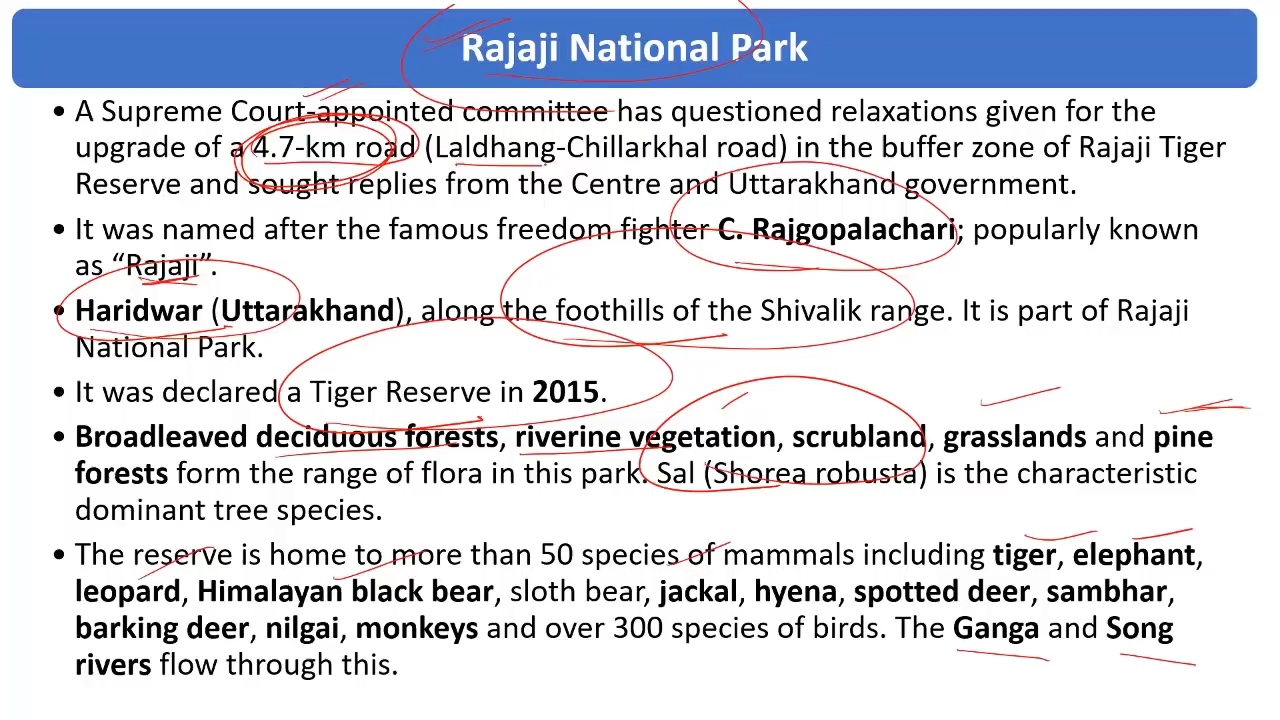 Rajaji National Park
• A Supreme Court-appointed committee has questioned relaxations given for the
upgrade of a 4.7-km road (Laldhang-Chillarkhal road) in the buffer zone of Rajaji Tiger
Reserve and sought replies from the Centre and Uttarakhand government.
• It was named after the famous freedom fighter C. Rajgopalachari; popularly known
as “Rajaji”.
• Haridwar (Uttarakhand), along the foothills of the Shivalik range. It is part of Rajaji
National Park.
• It was declared a Tiger Reserve in 2015.
• Broadleaved deciduous forests, riverine vegetation, scrubland, grasslands and pine
forests form the range of flora in this park. Sal (Shorea robusta) is the characteristic
dominant tree species.
• The reserve is home to more than 50 species of mammals including tiger, elephant,
leopard, Himalayan black bear, sloth bear, jackal, hyena, spotted deer, sambhar,
barking deer, nilgai, monkeys and over 300 species of birds. The Ganga and Song
rivers flow through this.